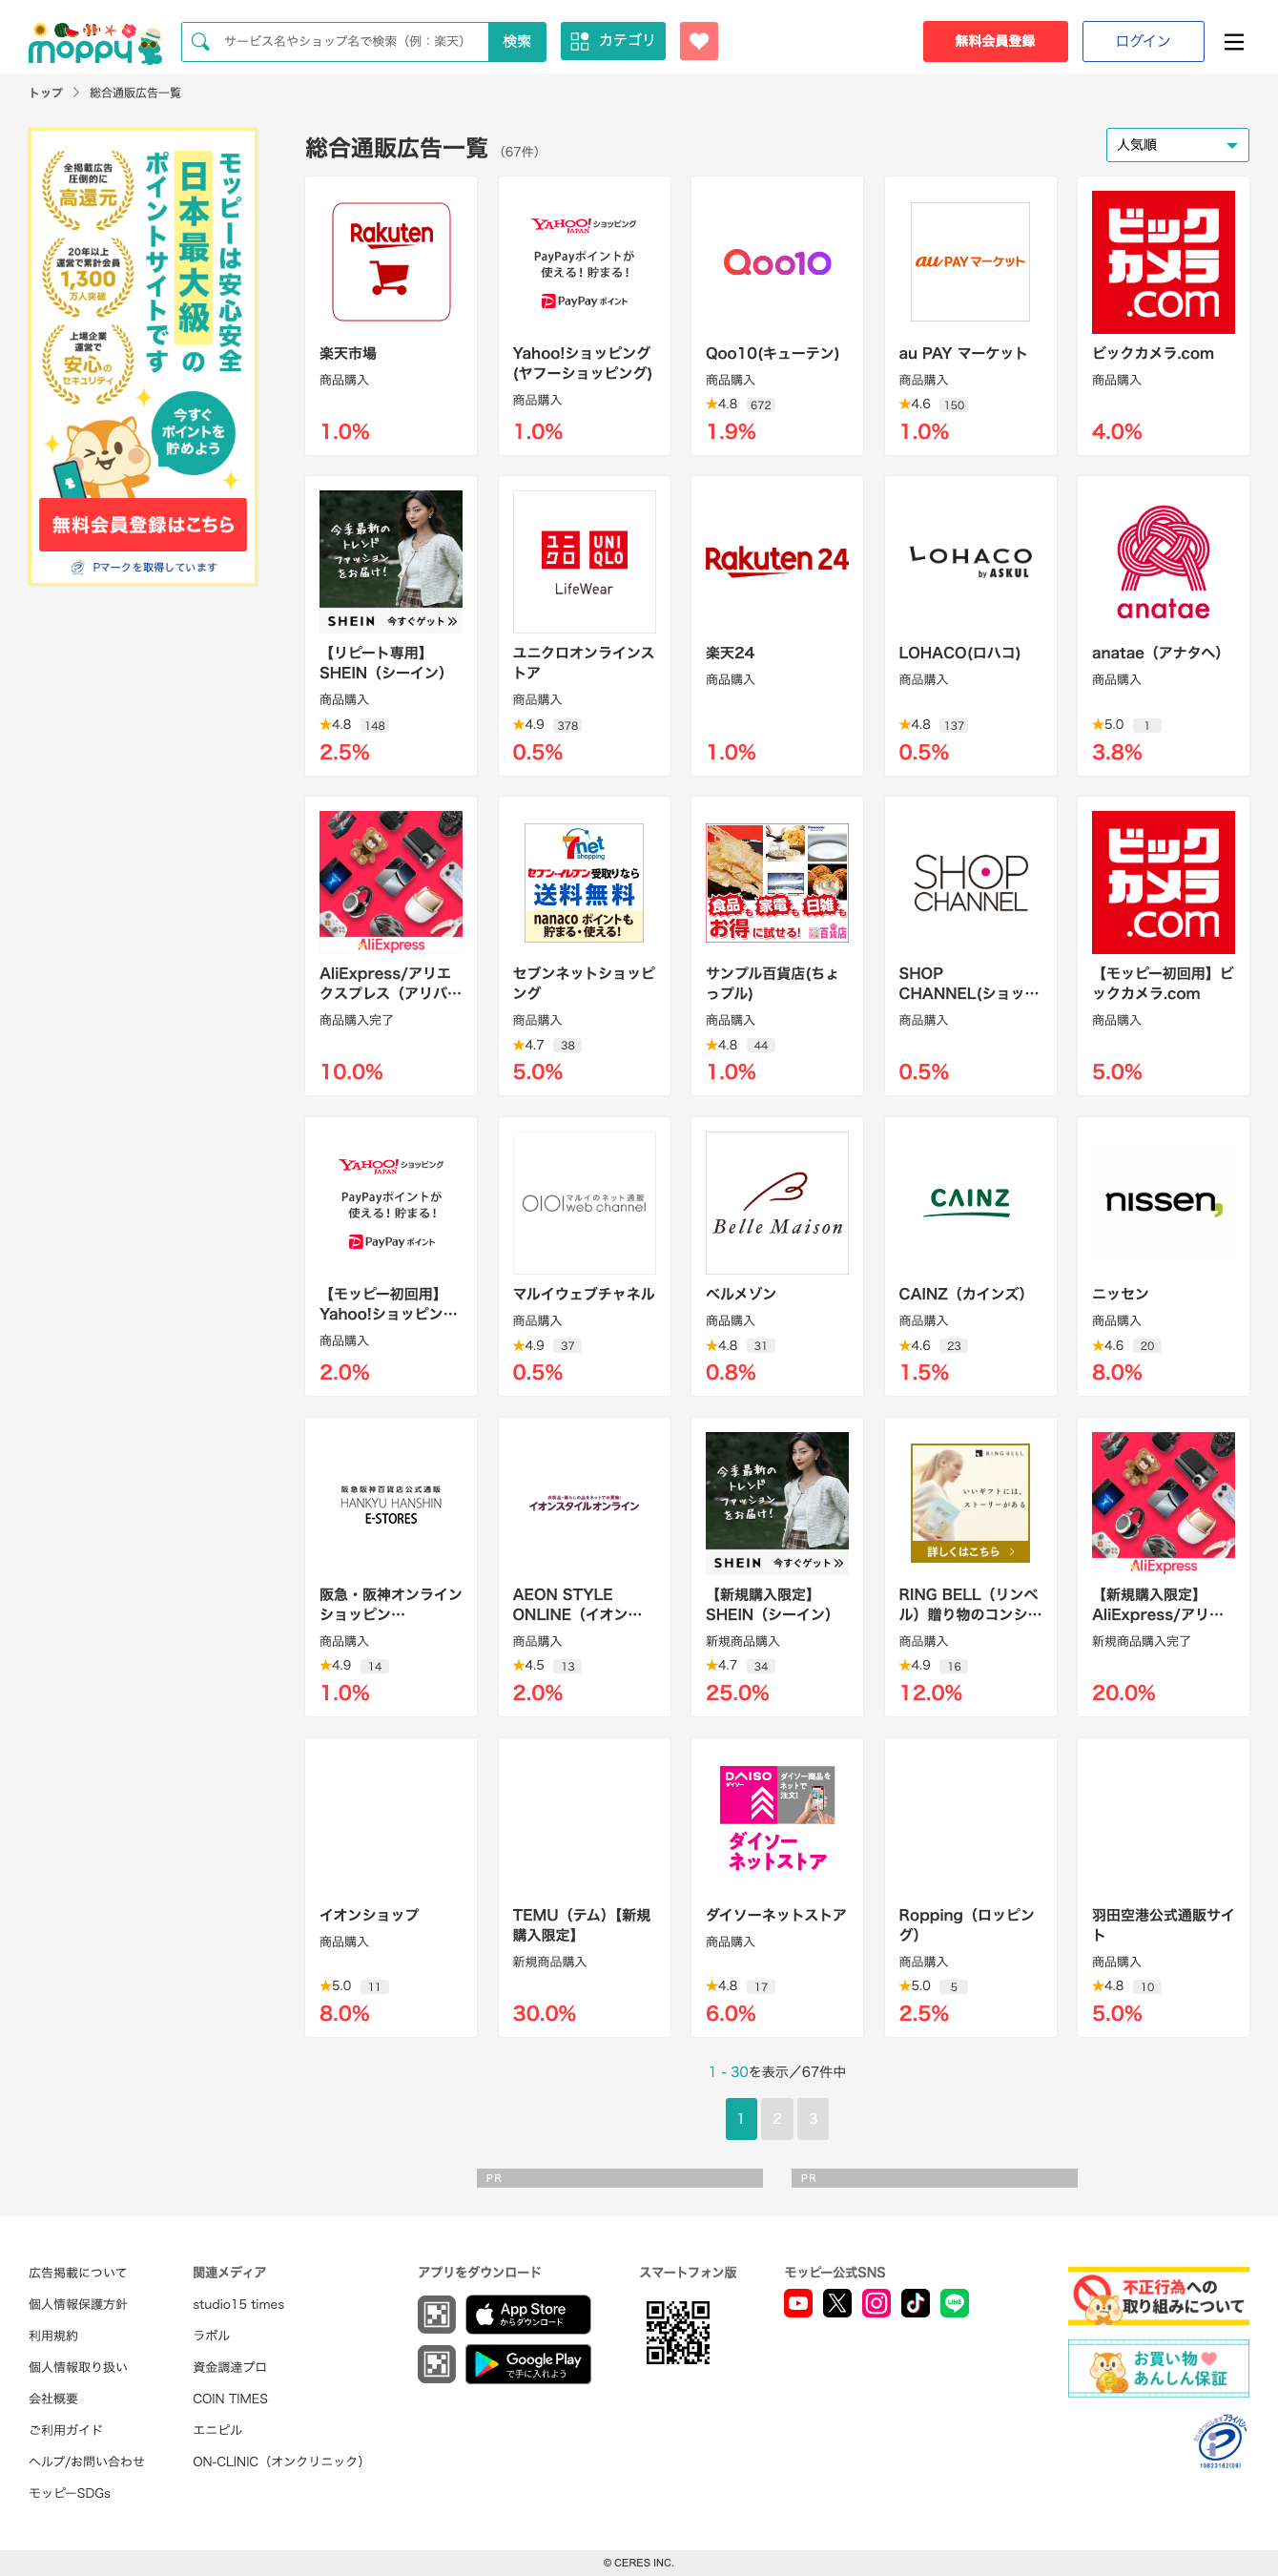 moppy
サービス名やショップ名で検索（例：楽天）
検索
カテゴリ
無料会員登録
ログイン
トップ
総合通販広告一覧
モッピーは安心安全
日本最大級の
ポイントサイトです
全掲載広告
圧倒的に
高還元
20年以上
運営で累計会員
1,300
万人突破
上場企業
運営で
安心の
セキュリティ
今すぐ
ポイントを
貯めよう
無料会員登録はこちら
Pマークを取得しています
総合通販広告一覧 （67件）
人気順
Rakuten
楽天市場
商品購入
1.0%
YAHOO! JAPAN ショッピング
PayPayポイントが
使える！貯まる！
PayPay ポイント
Yahoo!ショッピング
(ヤフーショッピング)
商品購入
1.0%
Qoo10
Qoo10(キューテン)
商品購入
★4.8 672
1.9%
au PAY マーケット
au PAY マーケット
商品購入
★4.6 150
1.0%
ビック
カメラ
.com
ビックカメラ.com
商品購入
4.0%
今季最新の
トレンド
ファッション
をお届け！
SHEIN 今すぐゲット
【リピート専用】
SHEIN（シーイン）
商品購入
★4.8 148
2.5%
ユニクロ UNIQLO
LifeWear
ユニクロオンラインス
トア
商品購入
★4.9 378
0.5%
Rakuten 24
楽天24
商品購入
1.0%
LOHACO
by ASKUL
LOHACO(ロハコ)
商品購入
★4.8 137
0.5%
anatae
anatae（アナタへ）
商品購入
★5.0 1
3.8%
AliExpress
AliExpress/アリエ
クスプレス（アリババ…
商品購入完了
10.0%
7net
shopping
セブン-イレブン受取りなら
送料無料
nanacoポイントも
貯まる・使える！
セブンネットショッピ
ング
商品購入
★4.7 38
5.0%
食品も家電も日雑も
お得に試せる！
百貨店
サンプル百貨店(ちょ
っプル)
商品購入
★4.8 44
1.0%
SHOP
CHANNEL
SHOP
CHANNEL(ショッ…
商品購入
0.5%
ビック
カメラ
.com
【モッピー初回用】ビ
ックカメラ.com
商品購入
5.0%
YAHOO! JAPAN ショッピング
PayPayポイントが
使える！貯まる！
PayPay ポイント
【モッピー初回用】
Yahoo!ショッピン…
商品購入
2.0%
OIOI マルイのネット通販
web channel
マルイウェブチャネル
商品購入
★4.9 37
0.5%
Belle Maison
ベルメゾン
商品購入
★4.8 31
0.8%
CAINZ
CAINZ（カインズ）
商品購入
★4.6 23
1.5%
nissen,
ニッセン
商品購入
★4.6 20
8.0%
阪急阪神百貨店公式通販
HANKYU HANSHIN
E-STORES
阪急・阪神オンライン
ショッピン…
商品購入
★4.9 14
1.0%
イオンスタイルオンライン
AEON STYLE
ONLINE（イオン…
商品購入
★4.5 13
2.0%
今季最新の
トレンド
ファッション
をお届け！
SHEIN 今すぐゲット
【新規購入限定】
SHEIN（シーイン）
新規商品購入
★4.7 34
25.0%
RING BELL
いいギフトには、
ストーリーがある
詳しくはこちら
RING BELL（リンベ
ル）贈り物のコンシ…
商品購入
★4.9 16
12.0%
AliExpress
【新規購入限定】
AliExpress/アリ…
新規商品購入完了
20.0%
イオンショップ
商品購入
★5.0 11
8.0%
TEMU（テム）【新規
購入限定】
新規商品購入
30.0%
DAISO
ダイソー
ダイソー商品を
ネットで
注文！
ダイソー
ネットストア
ダイソーネットストア
商品購入
★4.8 17
6.0%
Ropping（ロッピン
グ）
商品購入
★5.0 5
2.5%
羽田空港公式通販サイ
ト
商品購入
★4.8 10
5.0%
1 - 30を表示／67件中
1 2 3
PR
PR
広告掲載について
個人情報保護方針
利用規約
個人情報取り扱い
会社概要
ご利用ガイド
ヘルプ/お問い合わせ
モッピーSDGs
関連メディア
studio15 times
ラボル
資金調達プロ
COIN TIMES
エニピル
ON-CLINIC（オンクリニック）
アプリをダウンロード
App Store
からダウンロード
Google Play
で手に入れよう
スマートフォン版
モッピー公式SNS
LINE
不正行為への
取り組みについて
お買い物
あんしん保証
プライバシー
10823162(09)
© CERES INC.